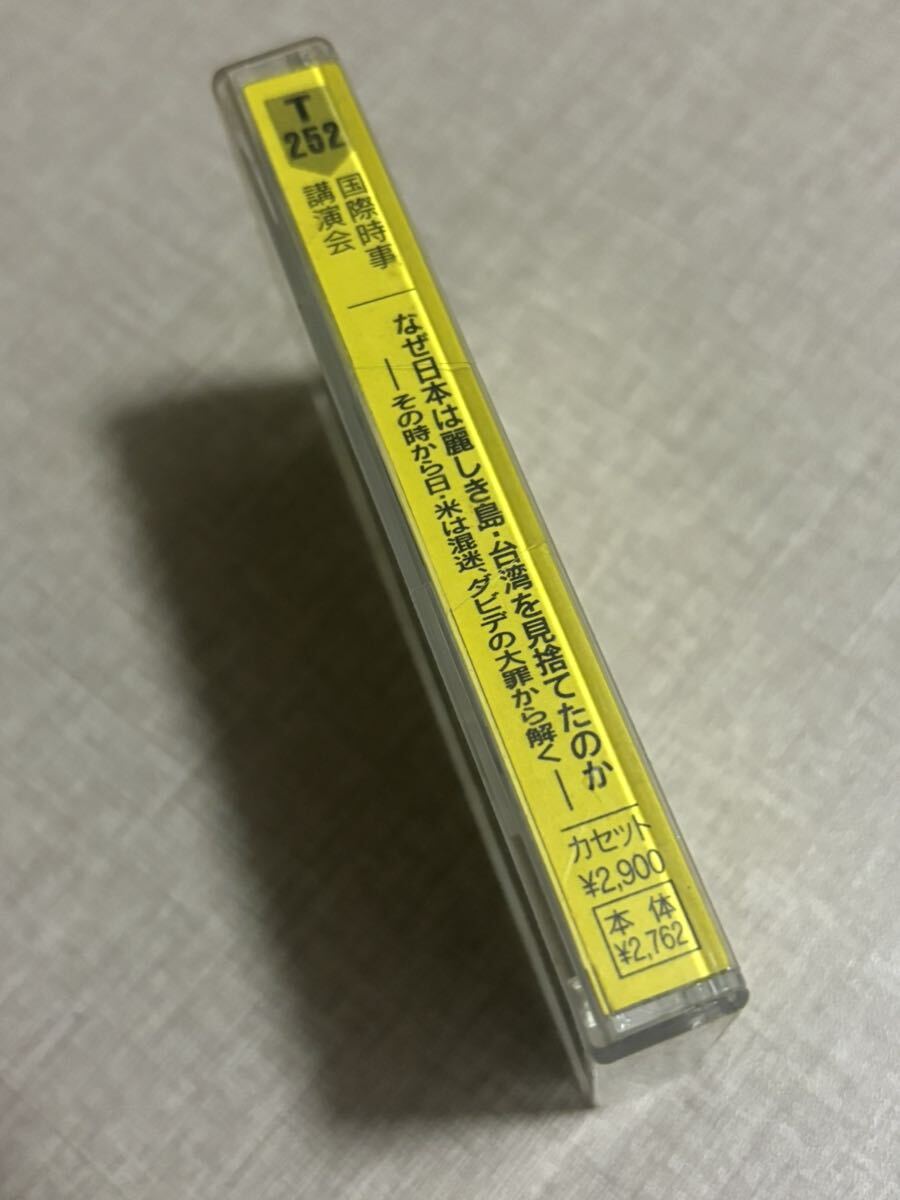 T
252
国際時事
講演会
なぜ日本は麗しき島・台湾を見捨てたのか
―その時から日・米は混迷、ダビデの大罪から解く―
カセット
¥2,900
本体
¥2,762